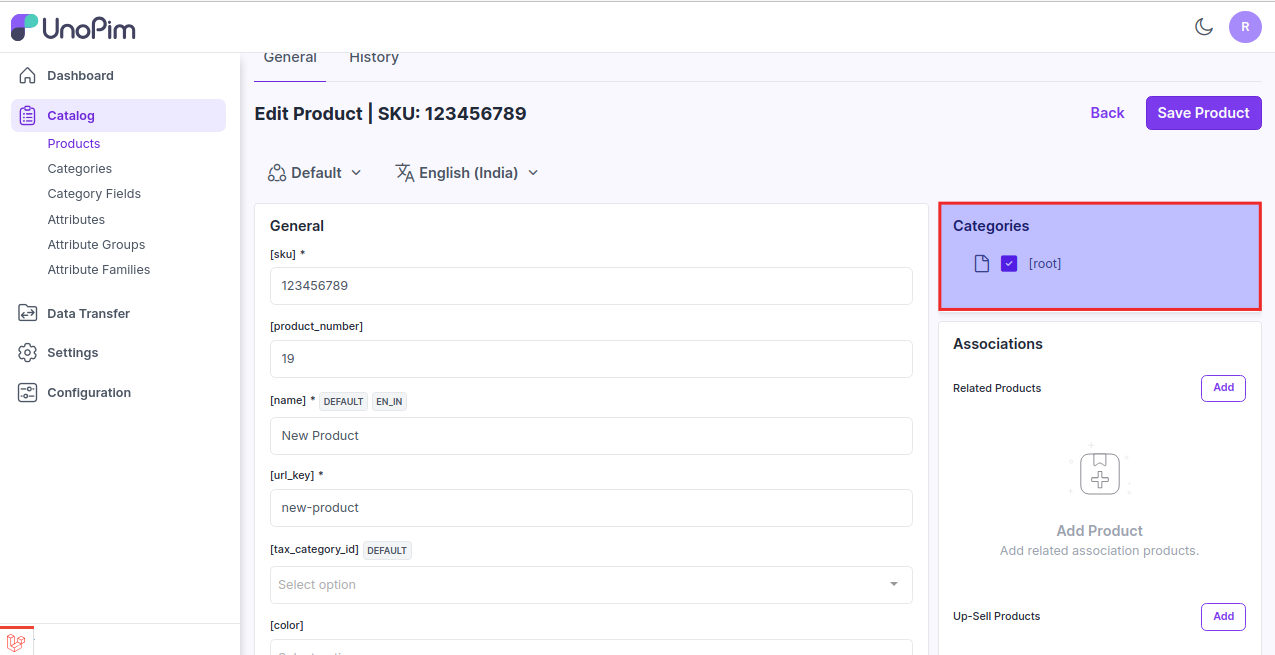 UnoPim
R
Dashboard
Catalog
Products
Categories
Category Fields
Attributes
Attribute Groups
Attribute Families
Data Transfer
Settings
Configuration
General History
Edit Product | SKU: 123456789
Back Save Product
Default English (India)
General
[sku] *
123456789
[product_number]
19
[name] * DEFAULT EN_IN
New Product
[url_key] *
new-product
[tax_category_id] DEFAULT
Select option
[color]
Categories
[root]
Associations
Related Products Add
Add Product
Add related association products.
Up-Sell Products Add